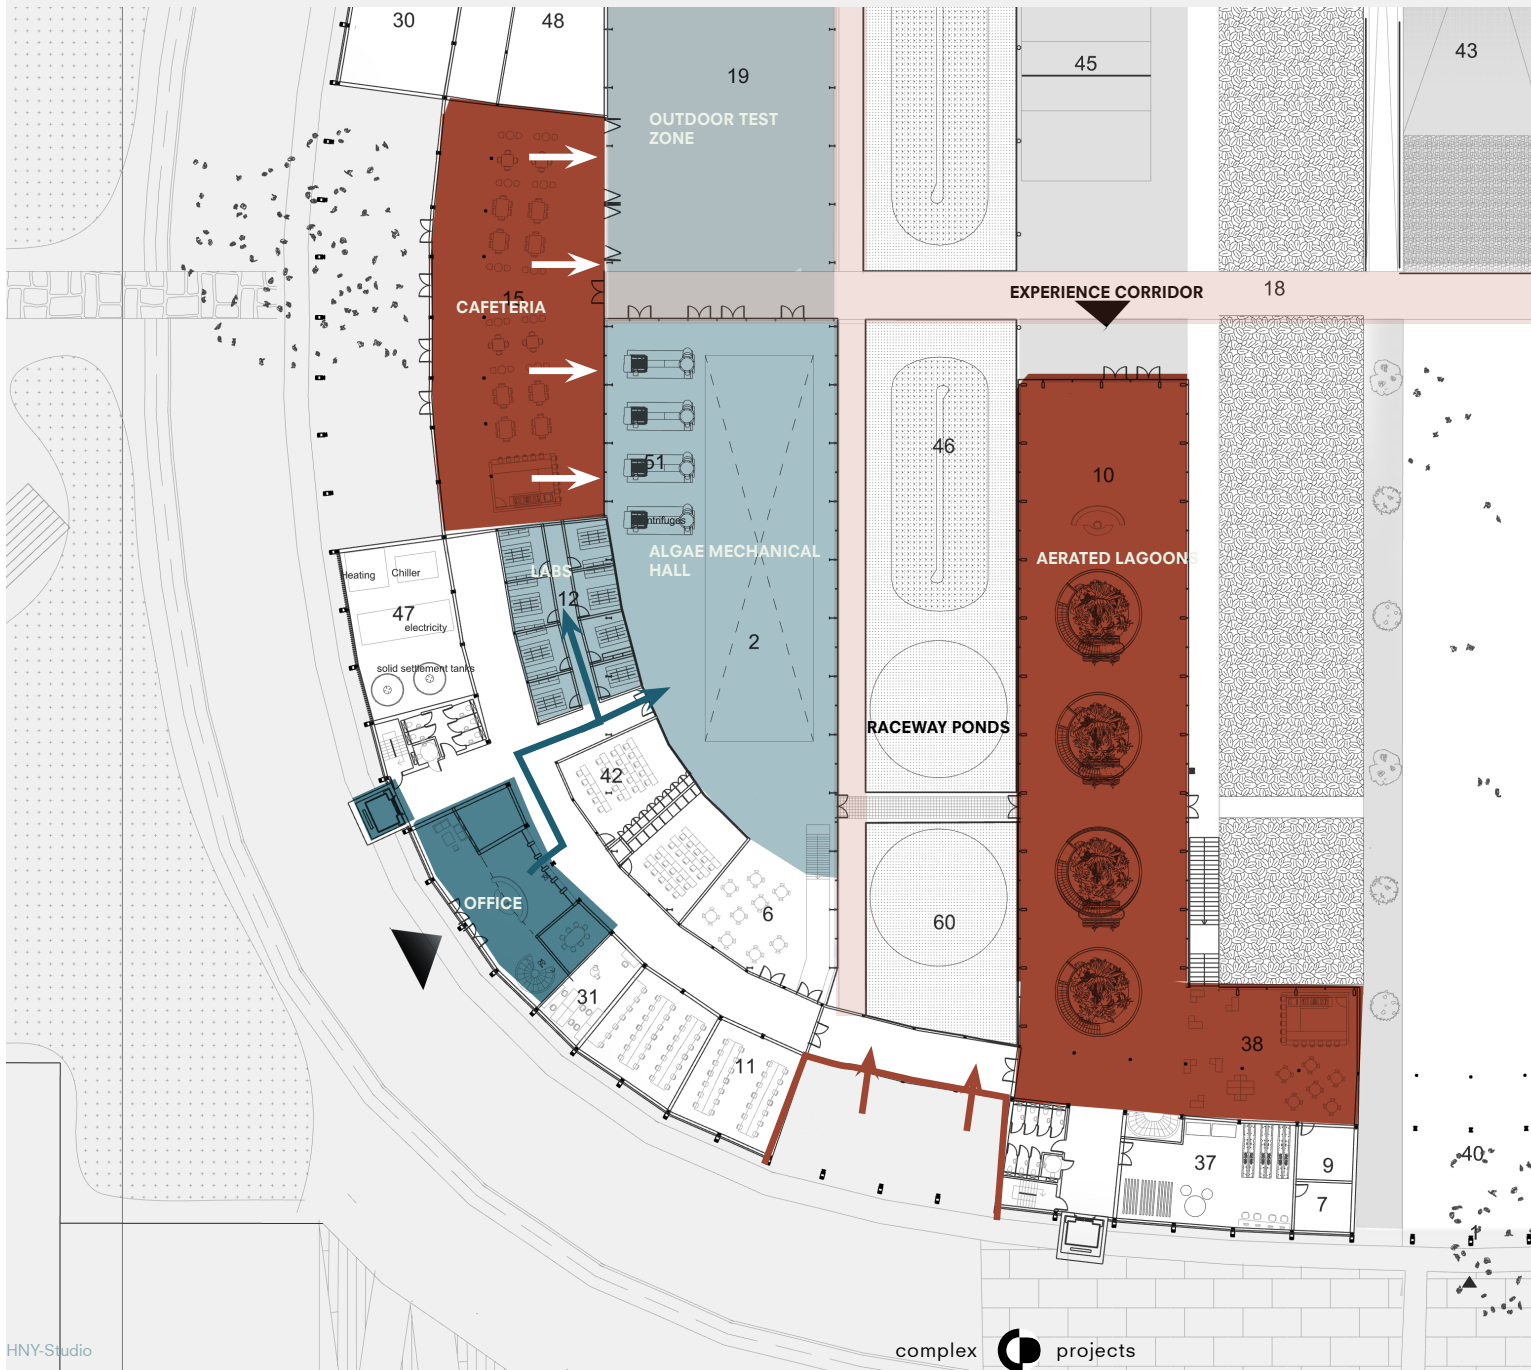 30
48
19
45
43
OUTDOOR TEST
ZONE
EXPERIENCE CORRIDOR
18
15
CAFETERIA
46
51
10
centrifuges
ALGAE MECHANICAL
HALL
AERATED LAGOONS
LABS
Heating
Chiller
12
47
electricity
2
solid settlement tanks
RACEWAY PONDS
42
OFFICE
6
60
31
38
11
37
9
40
7
1
HNY-Studio
complex
projects